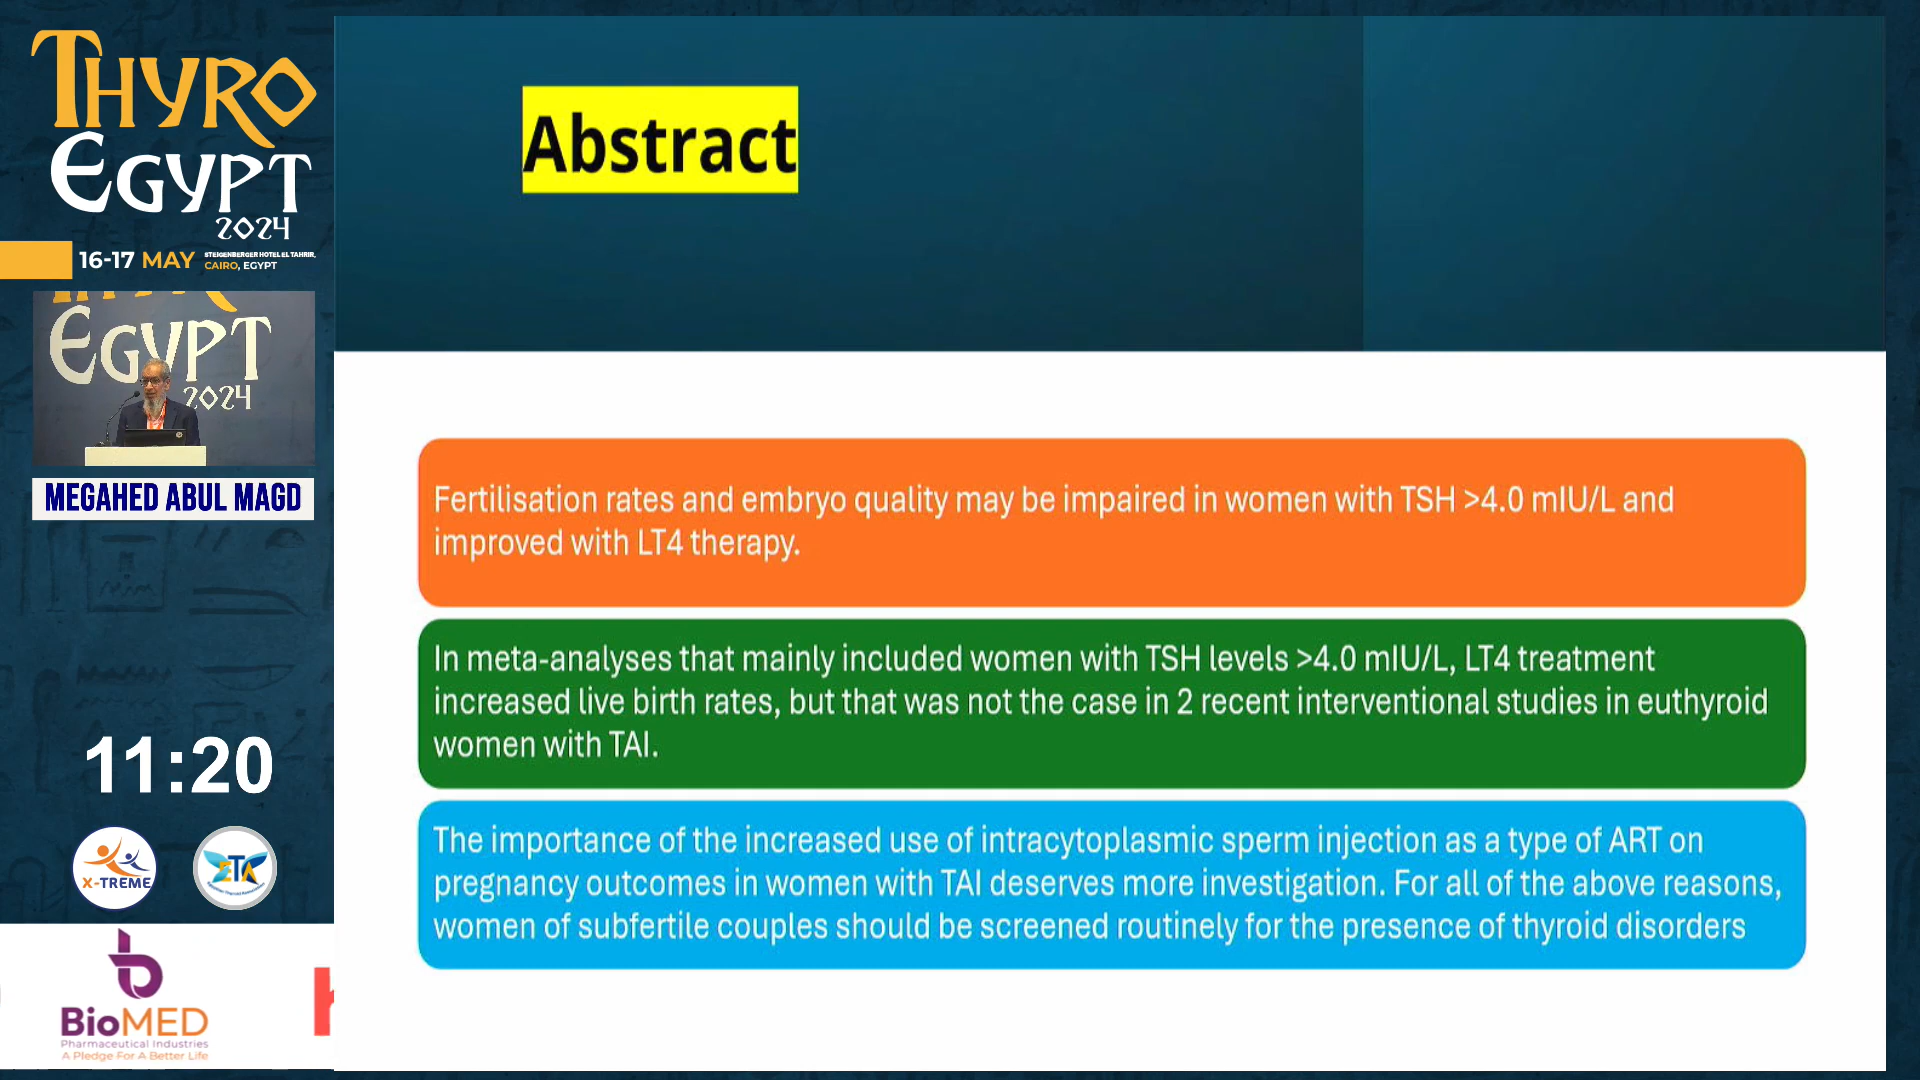 THYRO
EGYPT
2024
16-17 MAY
STEIGENBERGER HOTEL EL TAHRIR,
CAIRO, EGYPT
EGYPT
2024
MEGAHED ABUL MAGD
11:20
X-TREME
ETA
BioMED
Pharmaceutical Industries
A Pledge For A Better Life
Abstract
Fertilisation rates and embryo quality may be impaired in women with TSH >4.0 mIU/L and
improved with LT4 therapy.
In meta-analyses that mainly included women with TSH levels >4.0 mIU/L, LT4 treatment
increased live birth rates, but that was not the case in 2 recent interventional studies in euthyroid
women with TAI.
The importance of the increased use of intracytoplasmic sperm injection as a type of ART on
pregnancy outcomes in women with TAI deserves more investigation. For all of the above reasons,
women of subfertile couples should be screened routinely for the presence of thyroid disorders